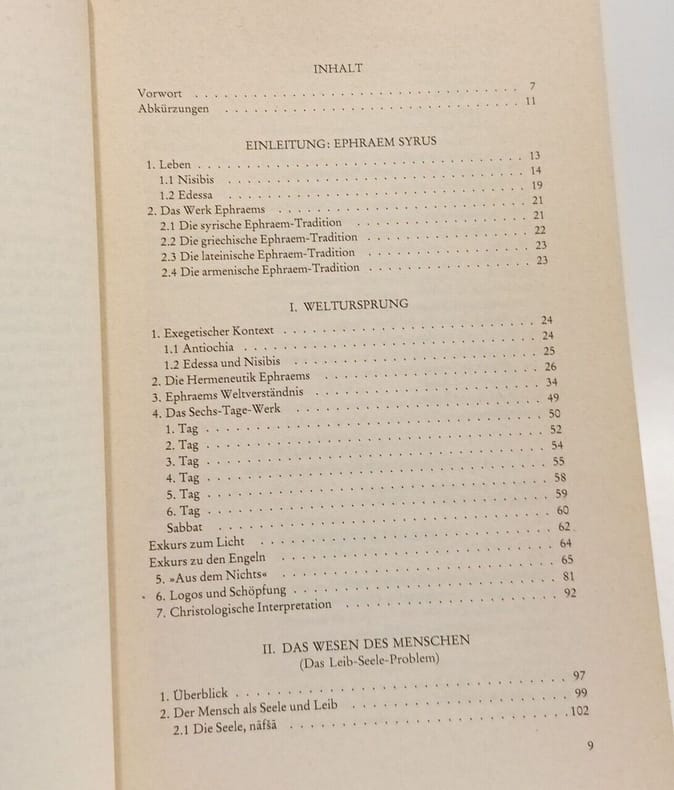 INHALT
Vorwort . . . . . . . . . . 7
Abkürzungen . . . . . . . . . . 11
EINLEITUNG: EPHRAEM SYRUS
1. Leben . . . . . . . . . . 13
1.1 Nisibis . . . . . . . . . . 14
1.2 Edessa . . . . . . . . . . 19
2. Das Werk Ephraems . . . . . . . . . . 21
2.1 Die syrische Ephraem-Tradition . . . . . . . . . . 21
2.2 Die griechische Ephraem-Tradition . . . . . . . . . . 22
2.3 Die lateinische Ephraem-Tradition . . . . . . . . . . 23
2.4 Die armenische Ephraem-Tradition . . . . . . . . . . 23
I. WELTURSPRUNG
1. Exegetischer Kontext . . . . . . . . . . 24
1.1 Antiochia . . . . . . . . . . 24
1.2 Edessa und Nisibis . . . . . . . . . . 25
2. Die Hermeneutik Ephraems . . . . . . . . . . 26
3. Ephraems Weltverständnis . . . . . . . . . . 34
4. Das Sechs-Tage-Werk . . . . . . . . . . 49
1. Tag . . . . . . . . . . 50
2. Tag . . . . . . . . . . 52
3. Tag . . . . . . . . . . 54
4. Tag . . . . . . . . . . 55
5. Tag . . . . . . . . . . 58
6. Tag . . . . . . . . . . 59
Sabbat . . . . . . . . . . 60
Exkurs zum Licht . . . . . . . . . . 62
Exkurs zu den Engeln . . . . . . . . . . 64
5. »Aus dem Nichts« . . . . . . . . . . 65
6. Logos und Schöpfung . . . . . . . . . . 81
7. Christologische Interpretation . . . . . . . . . . 92
II. DAS WESEN DES MENSCHEN
(Das Leib-Seele-Problem)
1. Überblick . . . . . . . . . . 97
2. Der Mensch als Seele und Leib . . . . . . . . . . 99
2.1 Die Seele, nāfšā . . . . . . . . . . 102
9